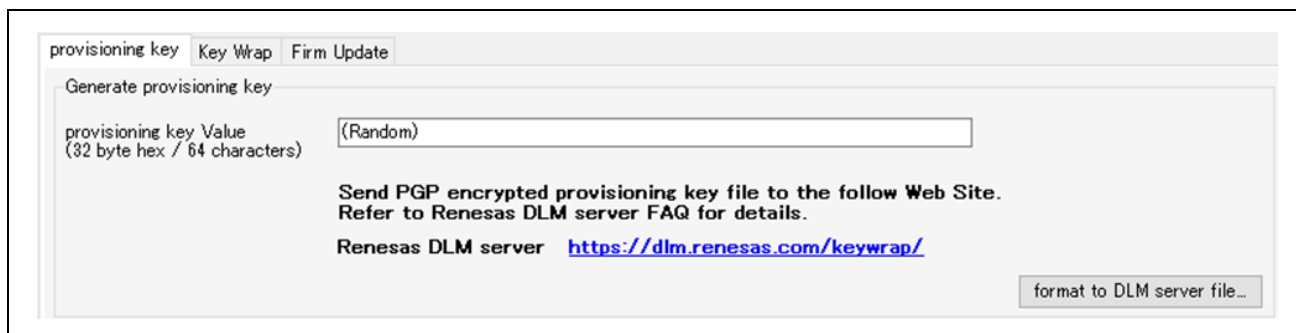 provisioning key Key Wrap Firm Update
Generate provisioning key
provisioning key Value
(32 byte hex / 64 characters)
(Random)
Send PGP encrypted provisioning key file to the follow Web Site.
Refer to Renesas DLM server FAQ for details.
Renesas DLM server https://dlm.renesas.com/keywrap/
format to DLM server file...